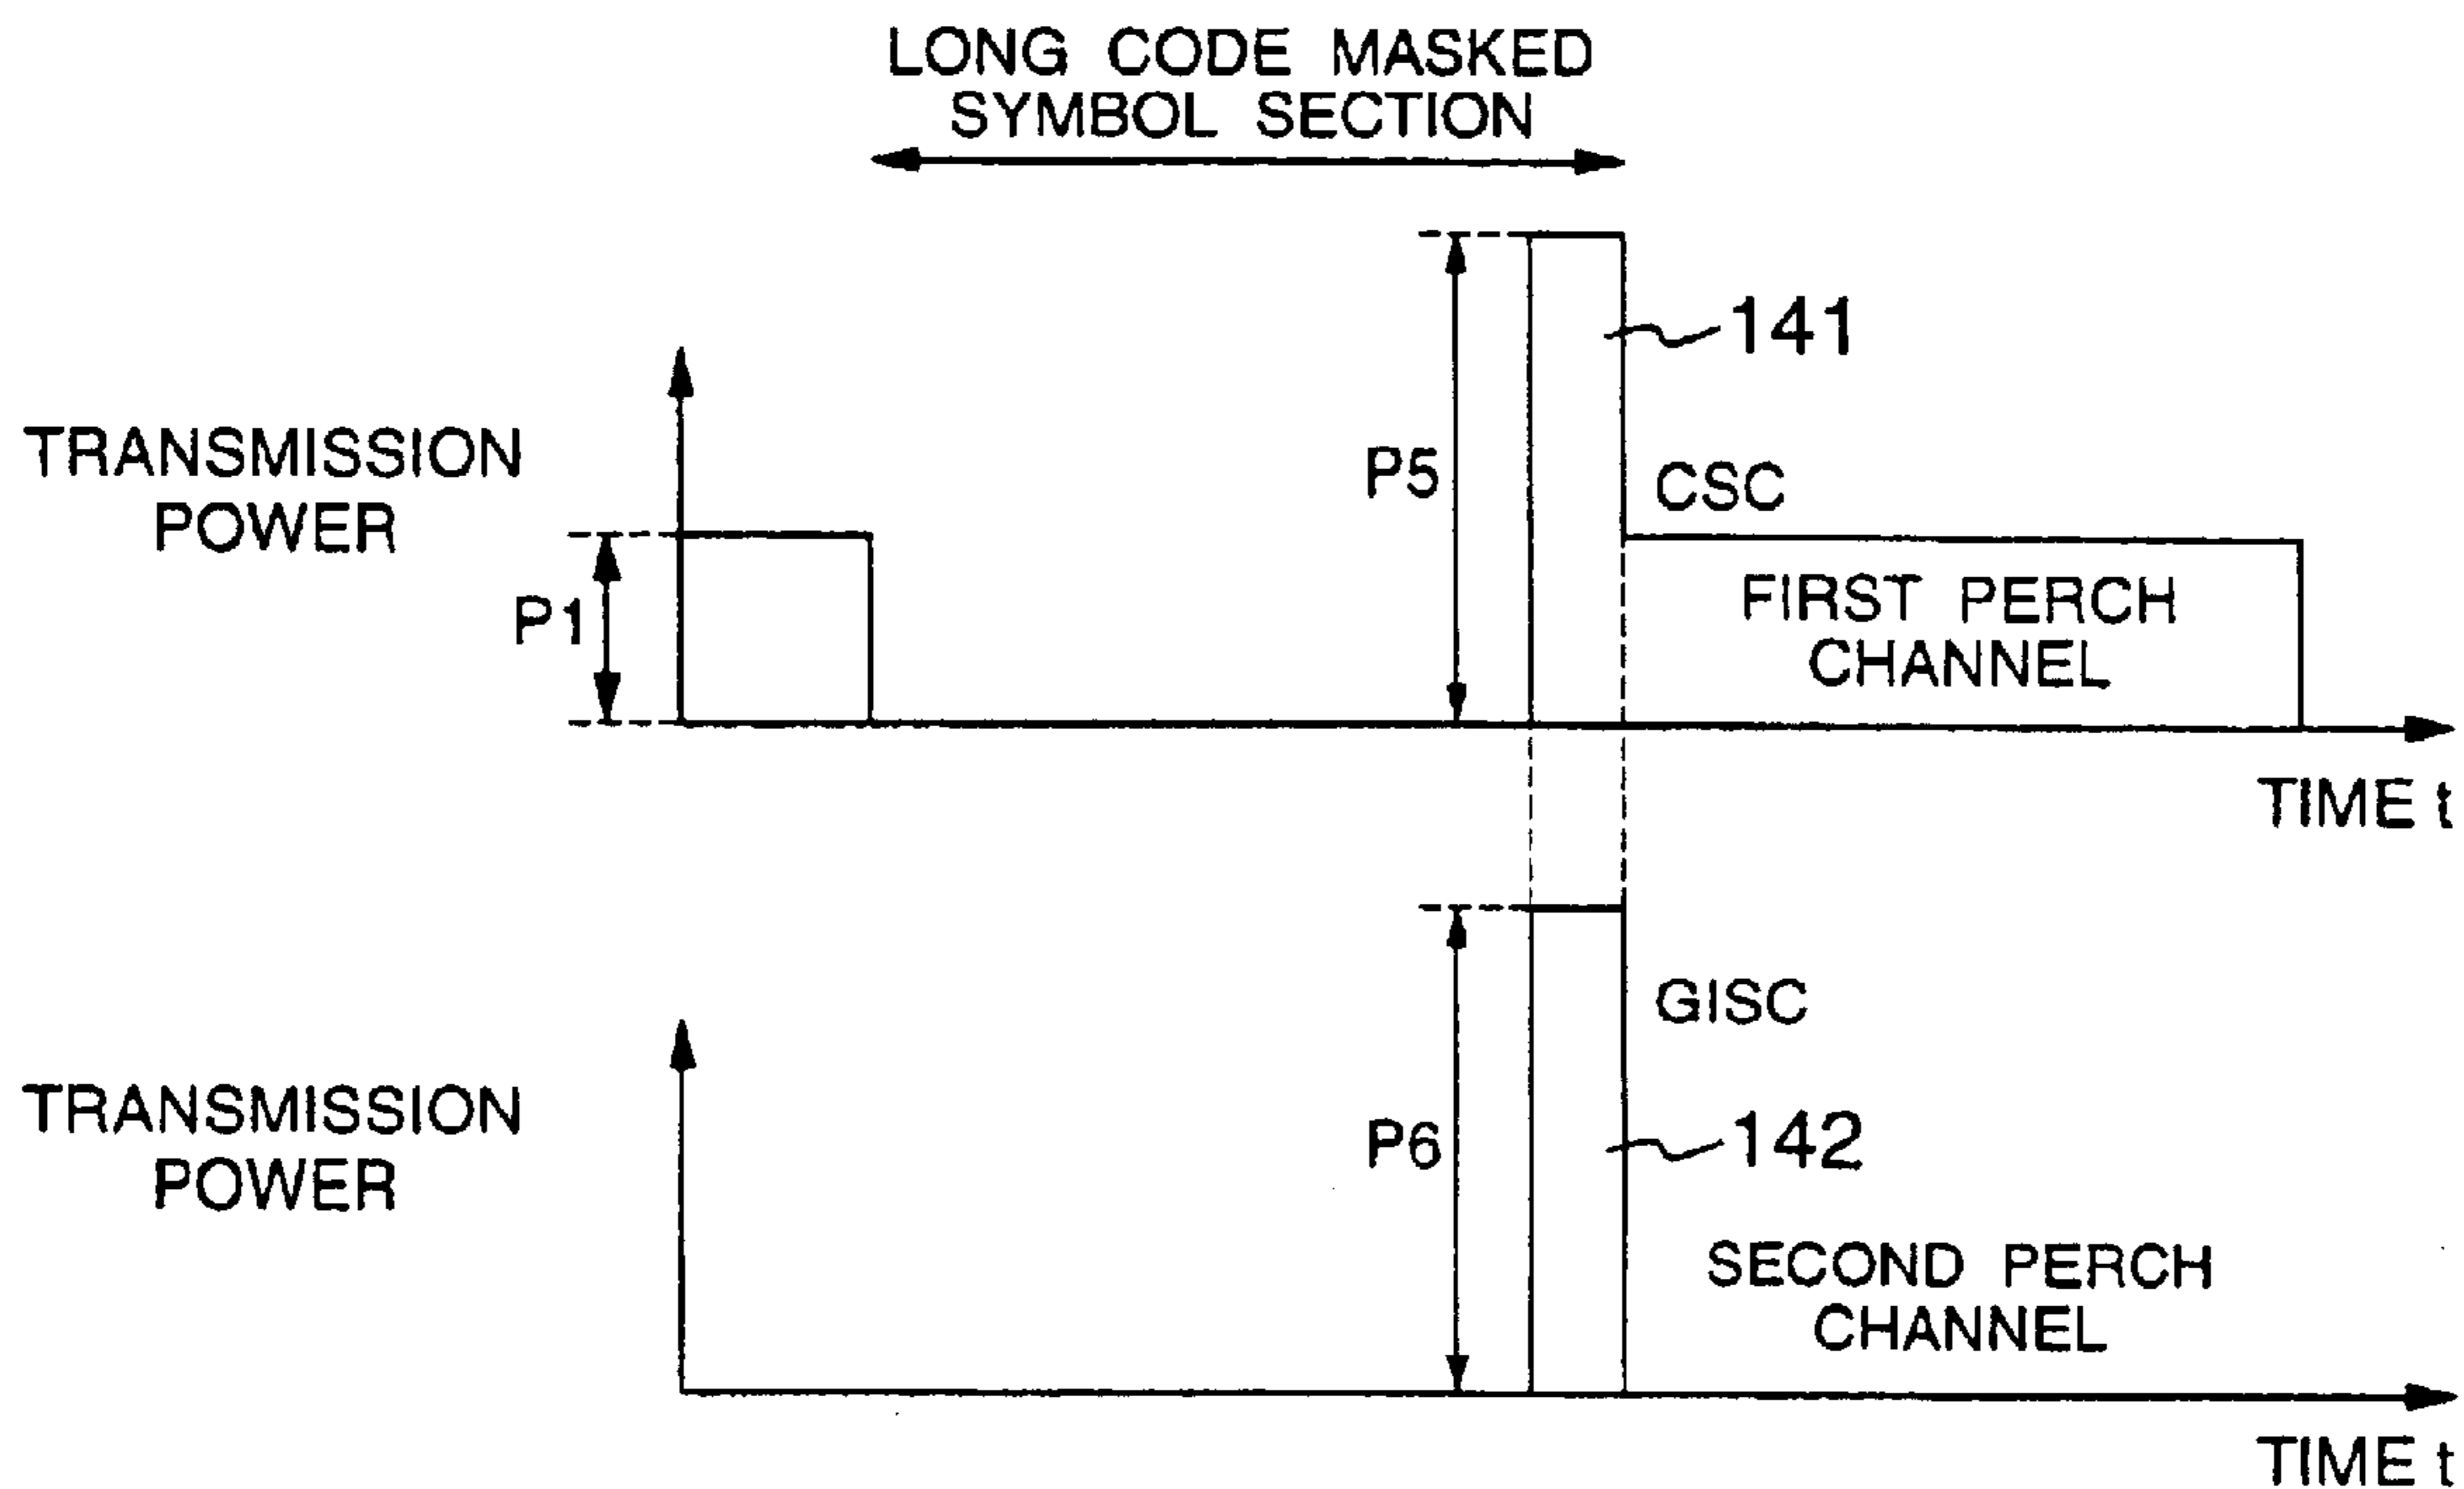 LONG CODE MASKED
SYMBOL SECTION
141
P5
TRANSMISSION
POWER
CSC
P1
FIRST PERCH
CHANNEL
TIME t
GISC
P6
142
TRANSMISSION
POWER
SECOND PERCH
CHANNEL
TIME t